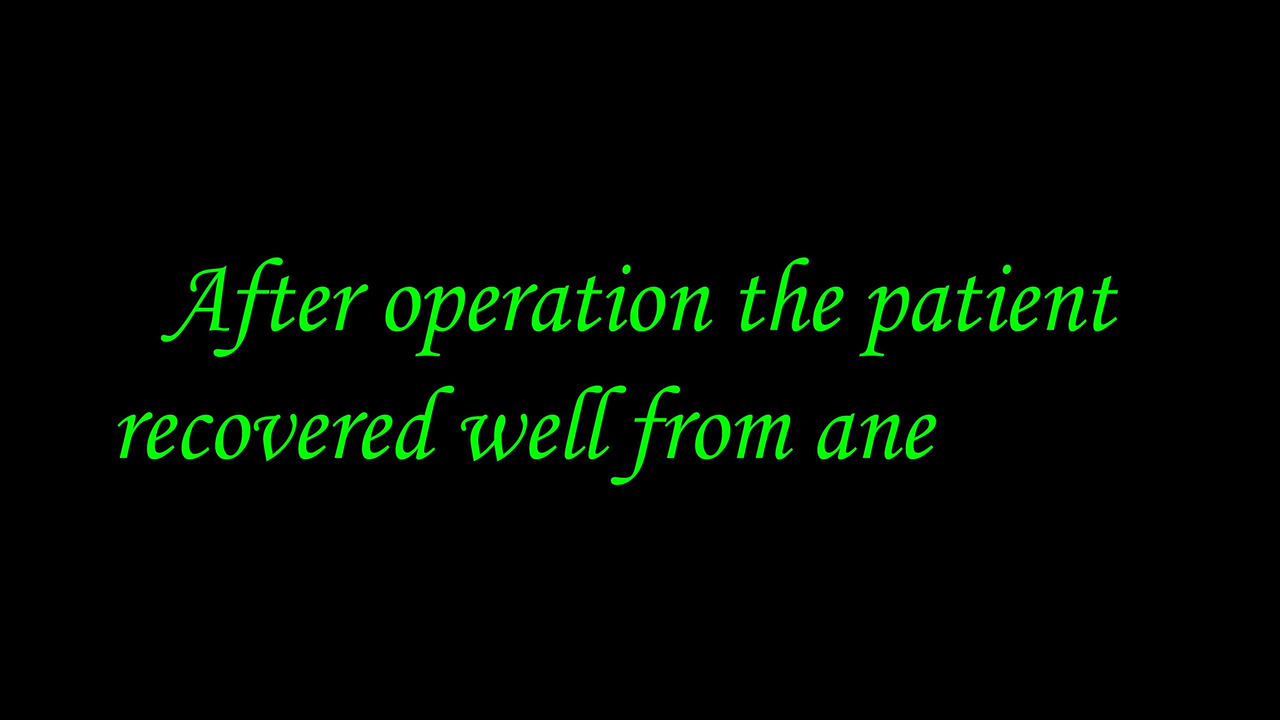 After operation the patient
recovered well from ane